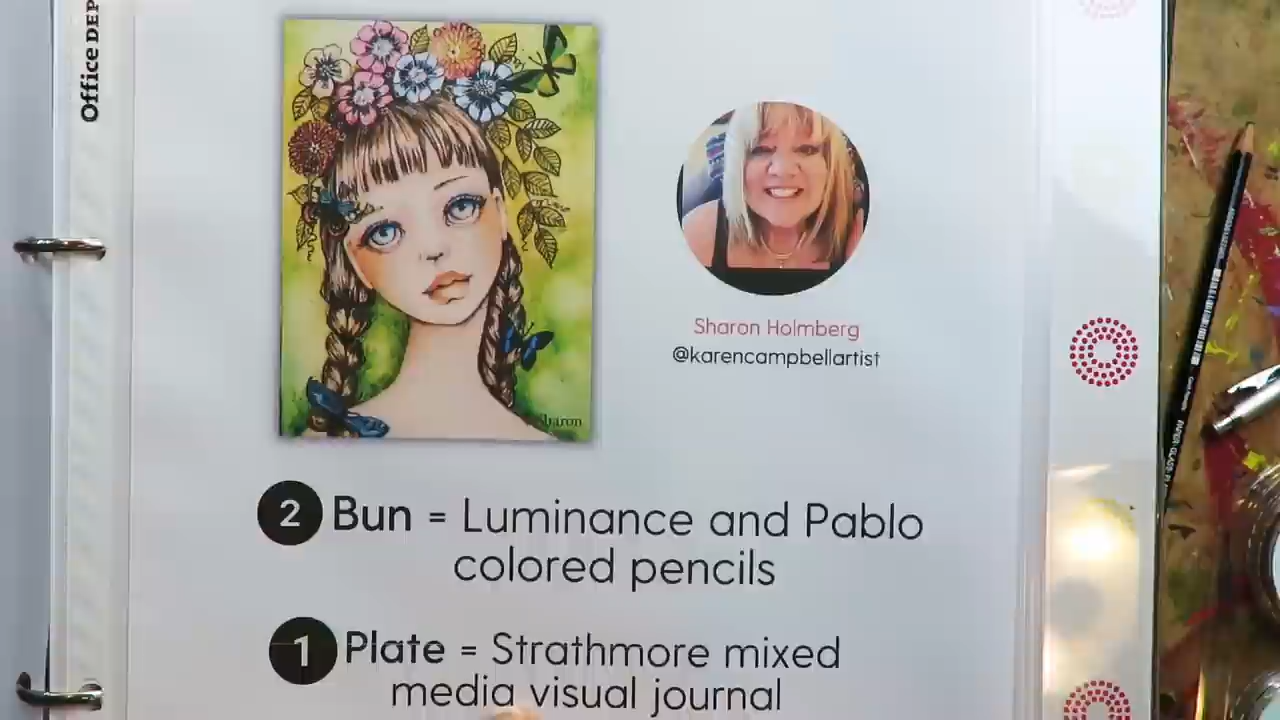 Office DEP
Sharon
Sharon Holmberg
@karencampbellartist
2 Bun = Luminance and Pablo
colored pencils
1 Plate = Strathmore mixed
media visual journal